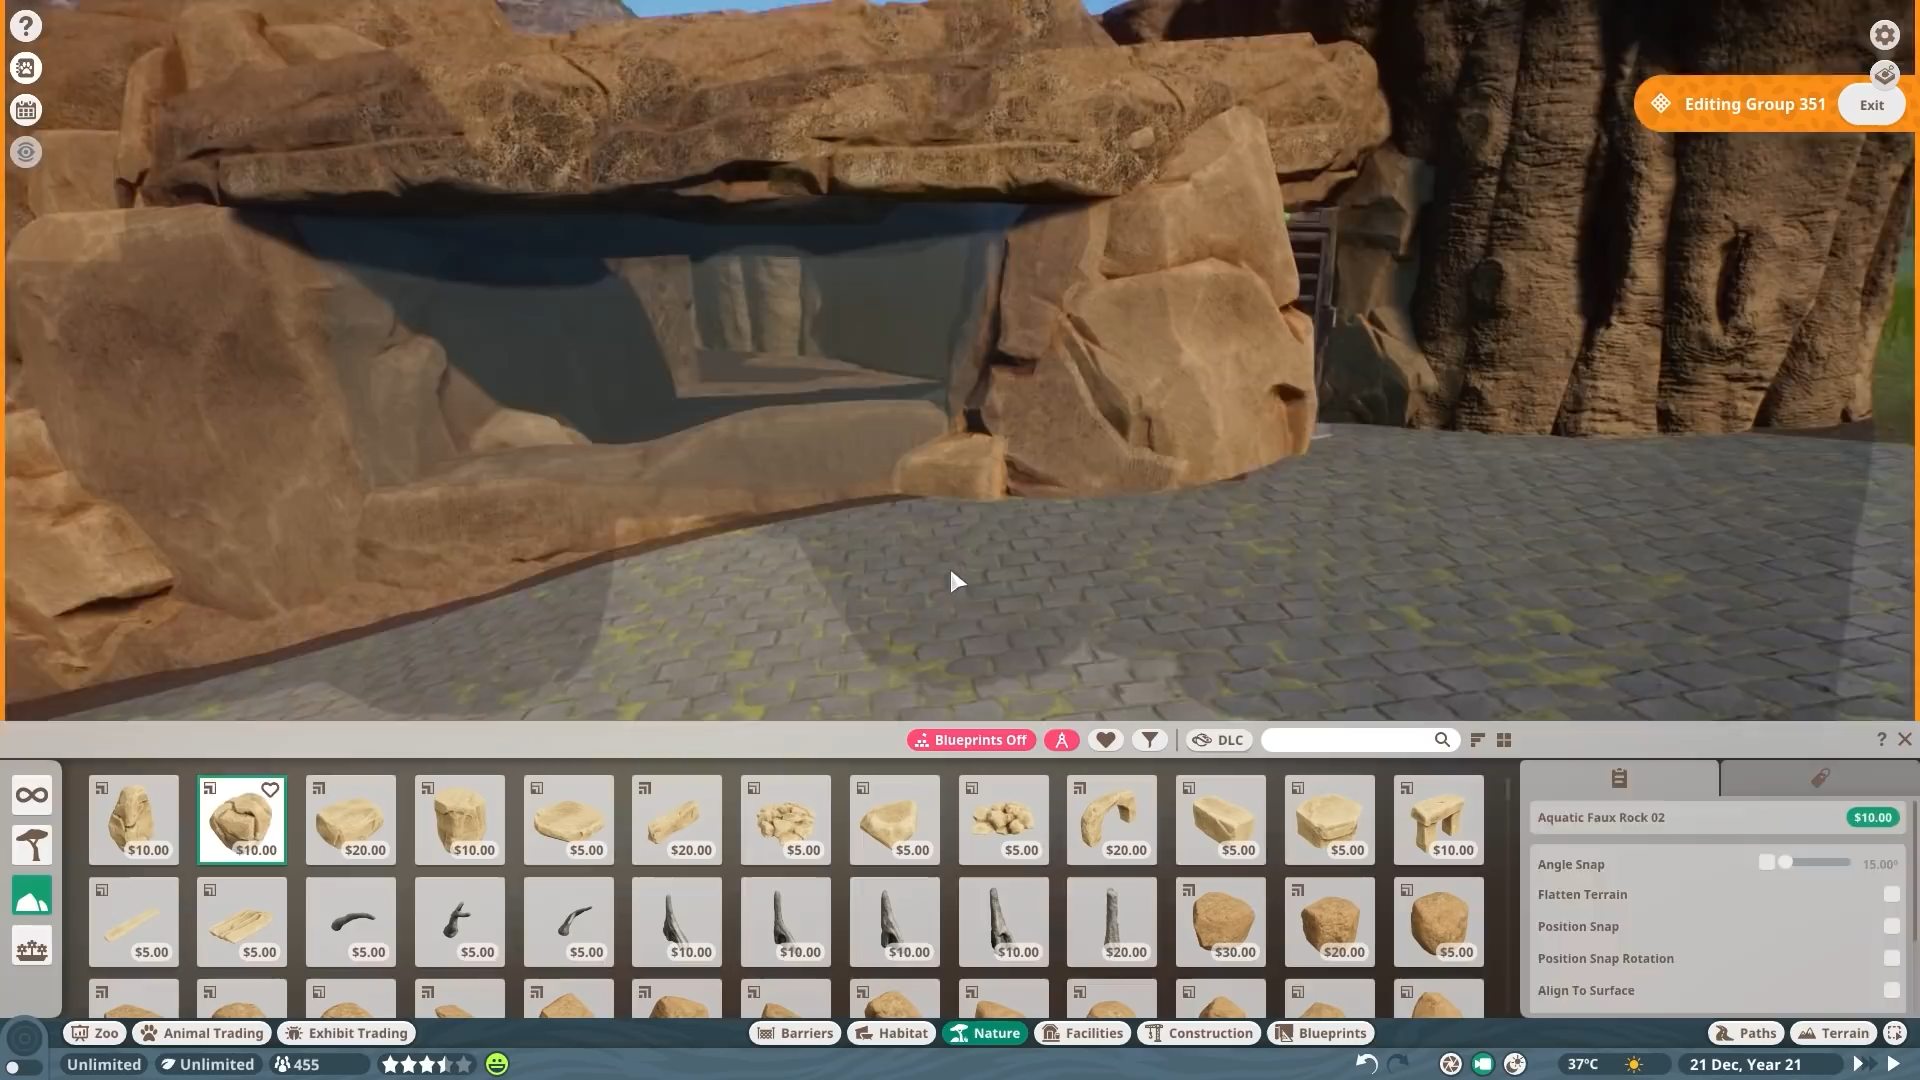 ?
Editing Group 351
Exit
Blueprints Off
DLC
?
$10.00
$10.00
$20.00
$10.00
$5.00
$20.00
$5.00
$5.00
$5.00
$20.00
$5.00
$5.00
$10.00
$5.00
$5.00
$5.00
$5.00
$5.00
$10.00
$10.00
$10.00
$10.00
$20.00
$30.00
$20.00
$5.00
Aquatic Faux Rock 02
$10.00
Angle Snap
15.00°
Flatten Terrain
Position Snap
Position Snap Rotation
Align To Surface
Zoo
Animal Trading
Exhibit Trading
Barriers
Habitat
Nature
Facilities
Construction
Blueprints
Paths
Terrain
Unlimited
Unlimited
455
37°C
21 Dec, Year 21